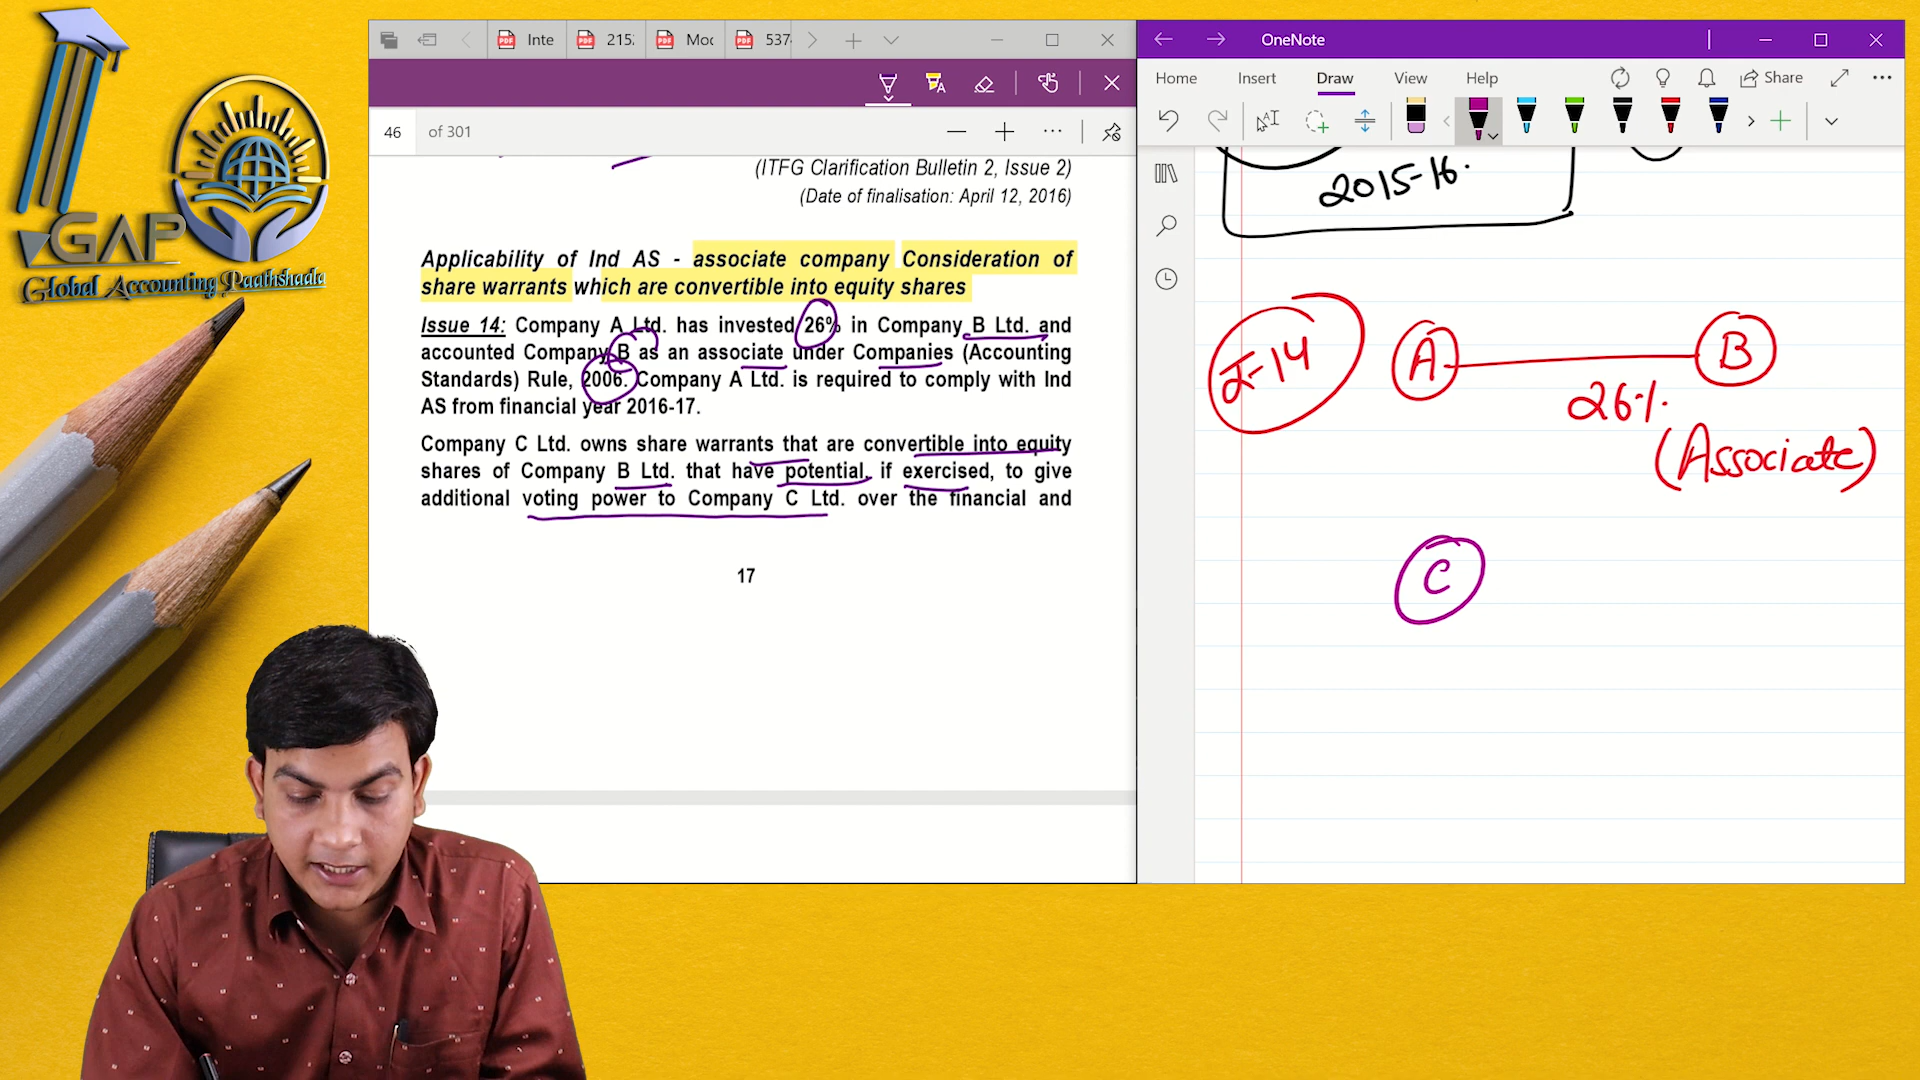 GAP
Global Accounting Paathshaala
Inte
215
Moc
537
46 of 301
(ITFG Clarification Bulletin 2, Issue 2)
(Date of finalisation: April 12, 2016)
Applicability of Ind AS - associate company Consideration of
share warrants which are convertible into equity shares
Issue 14: Company A Ltd. has invested 26% in Company B Ltd. and
accounted Company B as an associate under Companies (Accounting
Standards) Rule, 2006. Company A Ltd. is required to comply with Ind
AS from financial year 2016-17.
Company C Ltd. owns share warrants that are convertible into equity
shares of Company B Ltd. that have potential, if exercised, to give
additional voting power to Company C Ltd. over the financial and
17
OneNote
Home Insert Draw View Help Share
2015-16.
I-14
A
B
26%.
(Associate)
C